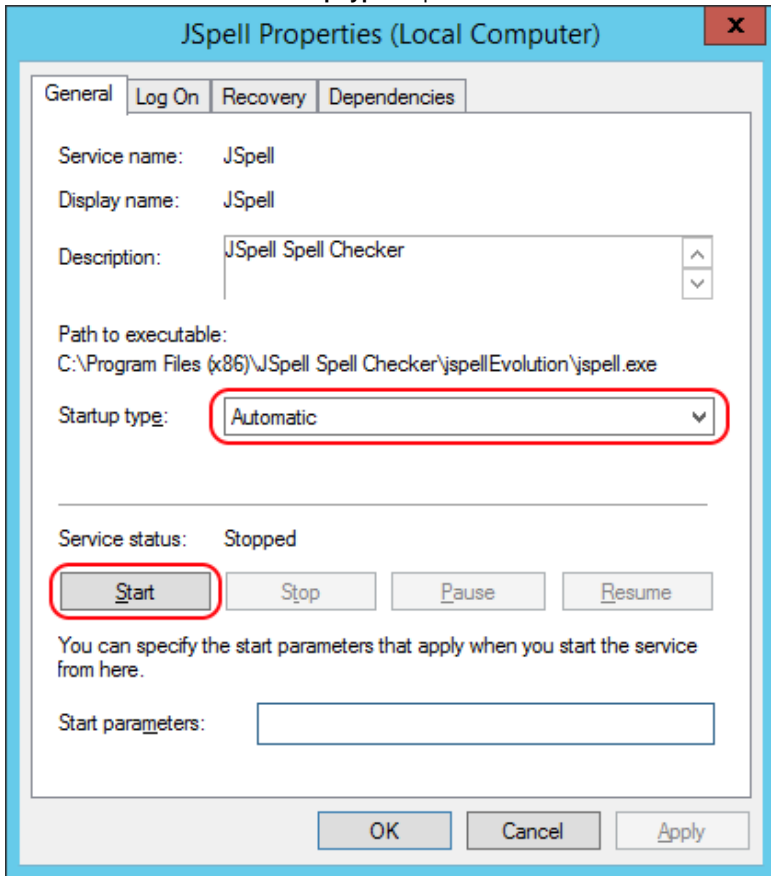 JSpell Properties (Local Computer)
x
General Log On Recovery Dependencies
Service name: JSpell
Display name: JSpell
Description: JSpell Spell Checker
Path to executable:
C:\Program Files (x86)\JSpell Spell Checker\jspellEvolution\jspell.exe
Startup type: Automatic
Service status: Stopped
Start Stop Pause Resume
You can specify the start parameters that apply when you start the service
from here.
Start parameters:
OK Cancel Apply